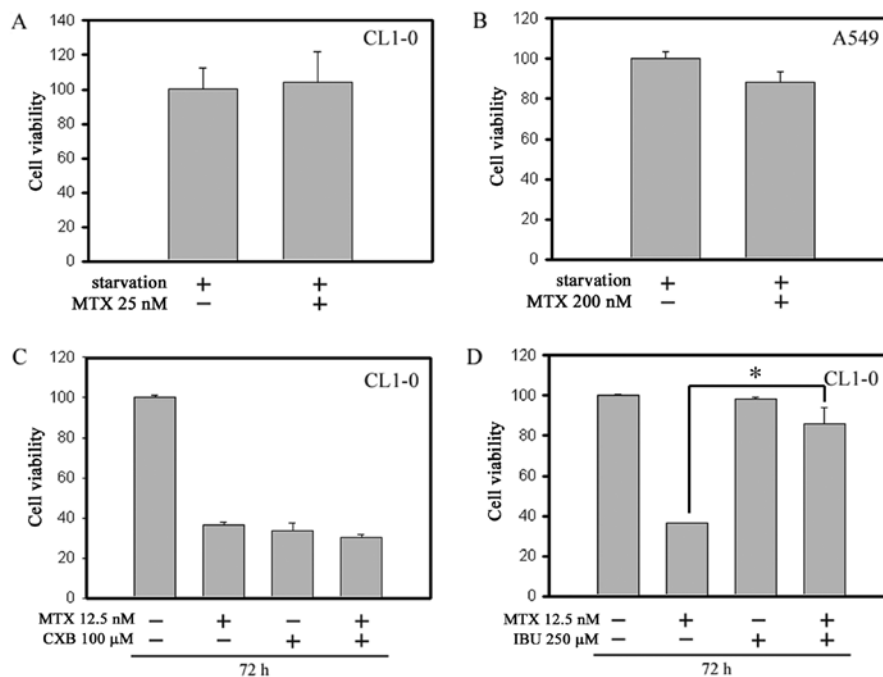 A
CL1-0
Cell viability
140
120
100
80
60
40
20
0
starvation + +
MTX 25 nM − +
B
A549
Cell viability
120
100
80
60
40
20
0
starvation + +
MTX 200 nM − +
C
CL1-0
Cell viability
120
100
80
60
40
20
0
MTX 12.5 nM − + − +
CXB 100 μM − − + +
72 h
D
CL1-0
*
Cell viability
120
100
80
60
40
20
0
MTX 12.5 nM − + − +
IBU 250 μM − − + +
72 h